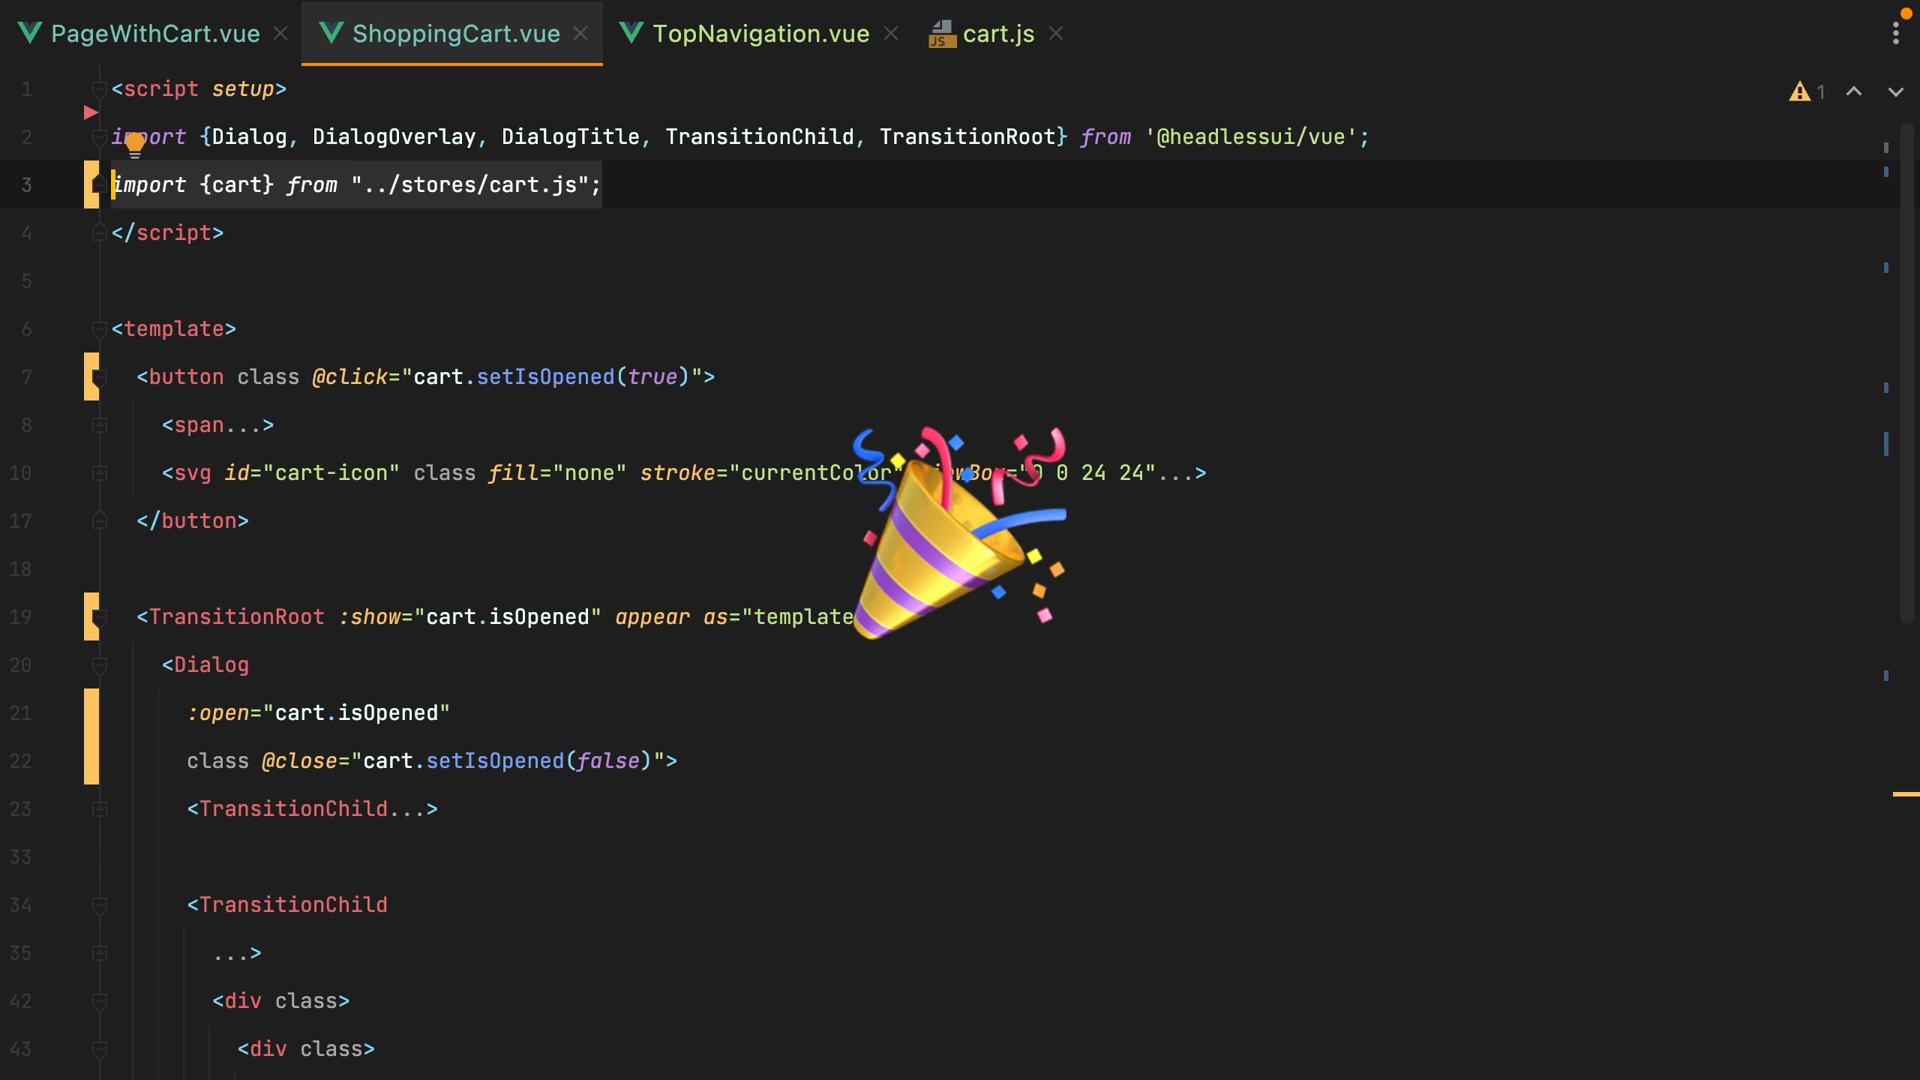 PageWithCart.vue ShoppingCart.vue TopNavigation.vue JS cart.js
1 <script setup> 1
2 import {Dialog, DialogOverlay, DialogTitle, TransitionChild, TransitionRoot} from '@headlessui/vue';
3 import {cart} from "../stores/cart.js";
4 </script>
5
6 <template>
7 <button class @click="cart.setIsOpened(true)">
8 <span...>
10 <svg id="cart-icon" class fill="none" stroke="currentColor" 0 0 24 24"...>
17 </button>
18
19 <TransitionRoot :show="cart.isOpened" appear as="template
20 <Dialog
21 :open="cart.isOpened"
22 class @close="cart.setIsOpened(false)">
23 <TransitionChild...>
33
34 <TransitionChild
35 ...>
42 <div class>
43 <div class>